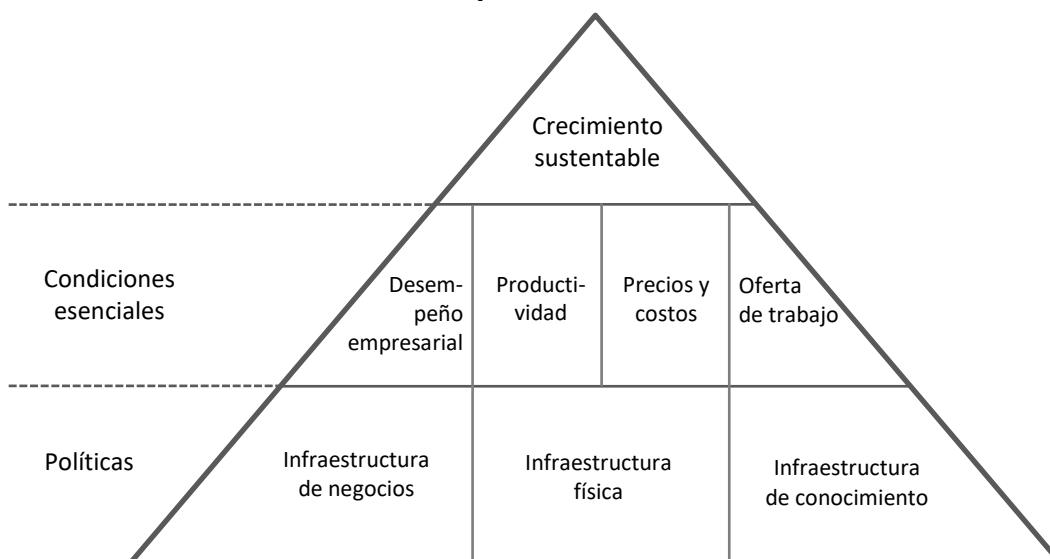 Crecimiento
sustentable
Condiciones
esenciales
Desem-
peño
empresarial
Producti-
vidad
Precios y
costos
Oferta
de trabajo
Políticas
Infraestructura
de negocios
Infraestructura
física
Infraestructura
de conocimiento